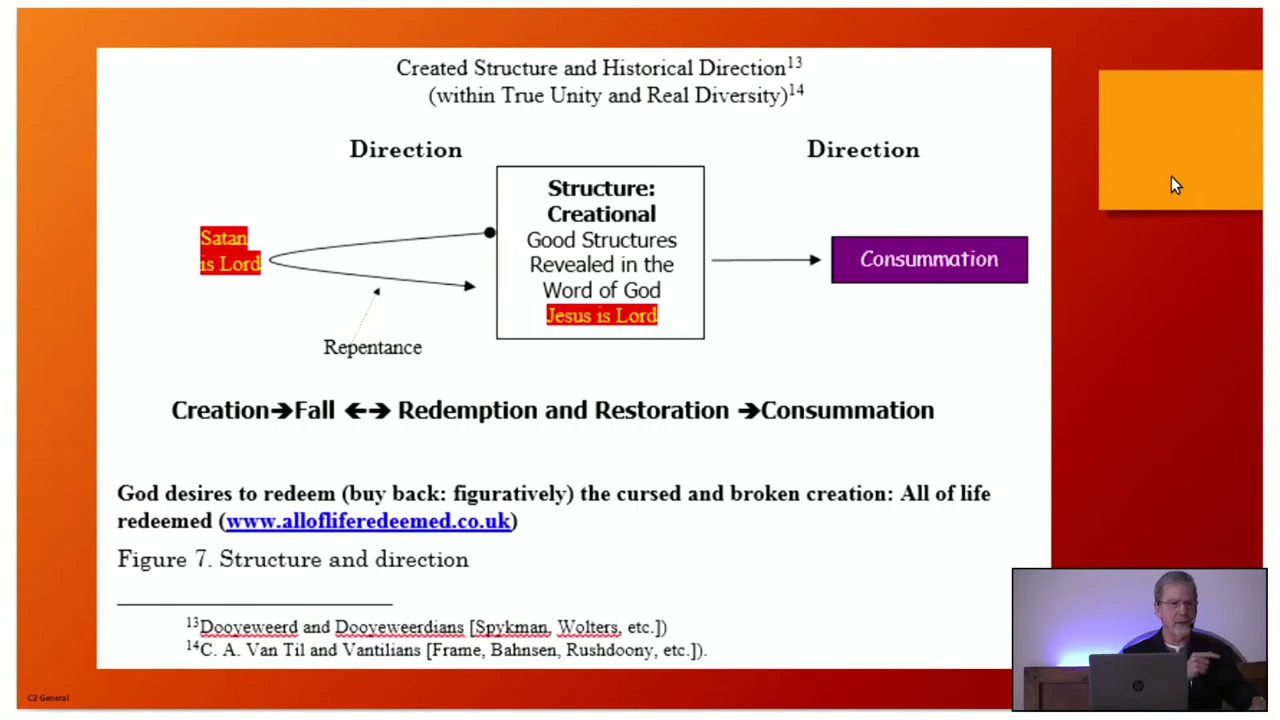 Created Structure and Historical Direction13
(within True Unity and Real Diversity)14
Direction
Direction
Structure:
Creational
Good Structures
Revealed in the
Word of God
Jesus is Lord
Satan
is Lord
Consummation
Repentance
Creation➔Fall 🡸➔ Redemption and Restoration ➔Consummation
God desires to redeem (buy back: figuratively) the cursed and broken creation: All of life
redeemed (www.allofliferedeemed.co.uk)
Figure 7. Structure and direction
13Dooyeweerd and Dooyeweerdians [Spykman, Wolters, etc.])
14C. A. Van Til and Vantilians [Frame, Bahnsen, Rushdoony, etc.]).
C2 General
hp